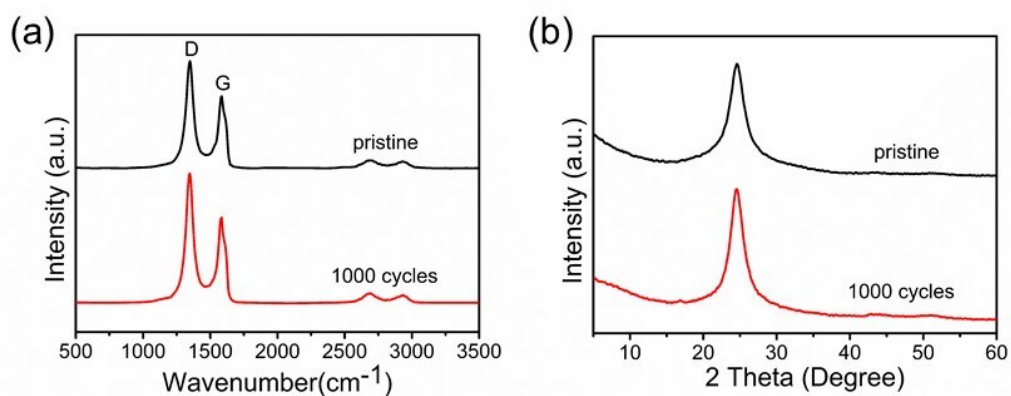 (a)
D
G
pristine
1000 cycles
Intensity (a.u.)
500 1000 1500 2000 2500 3000 3500
Wavenumber(cm⁻¹)
(b)
pristine
1000 cycles
Intensity (a.u.)
10 20 30 40 50 60
2 Theta (Degree)